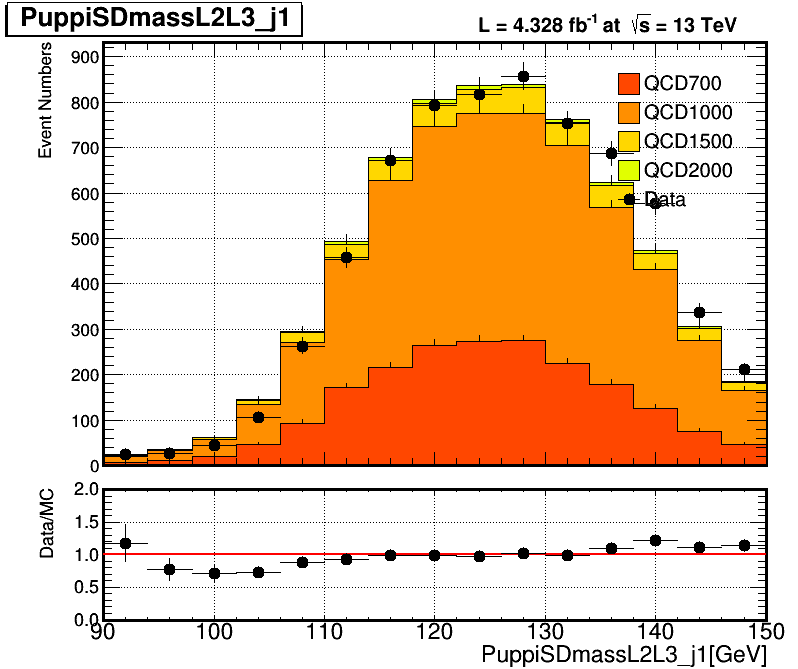 PuppiSDmassL2L3_j1
L = 4.328 fb⁻¹ at √s = 13 TeV
Event Numbers
900
800
700
600
500
400
300
200
100
0
QCD700
QCD1000
QCD1500
QCD2000
Data
Data/MC
2.0
1.5
1.0
0.5
0.0
90 100 110 120 130 140 150
PuppiSDmassL2L3_j1[GeV]